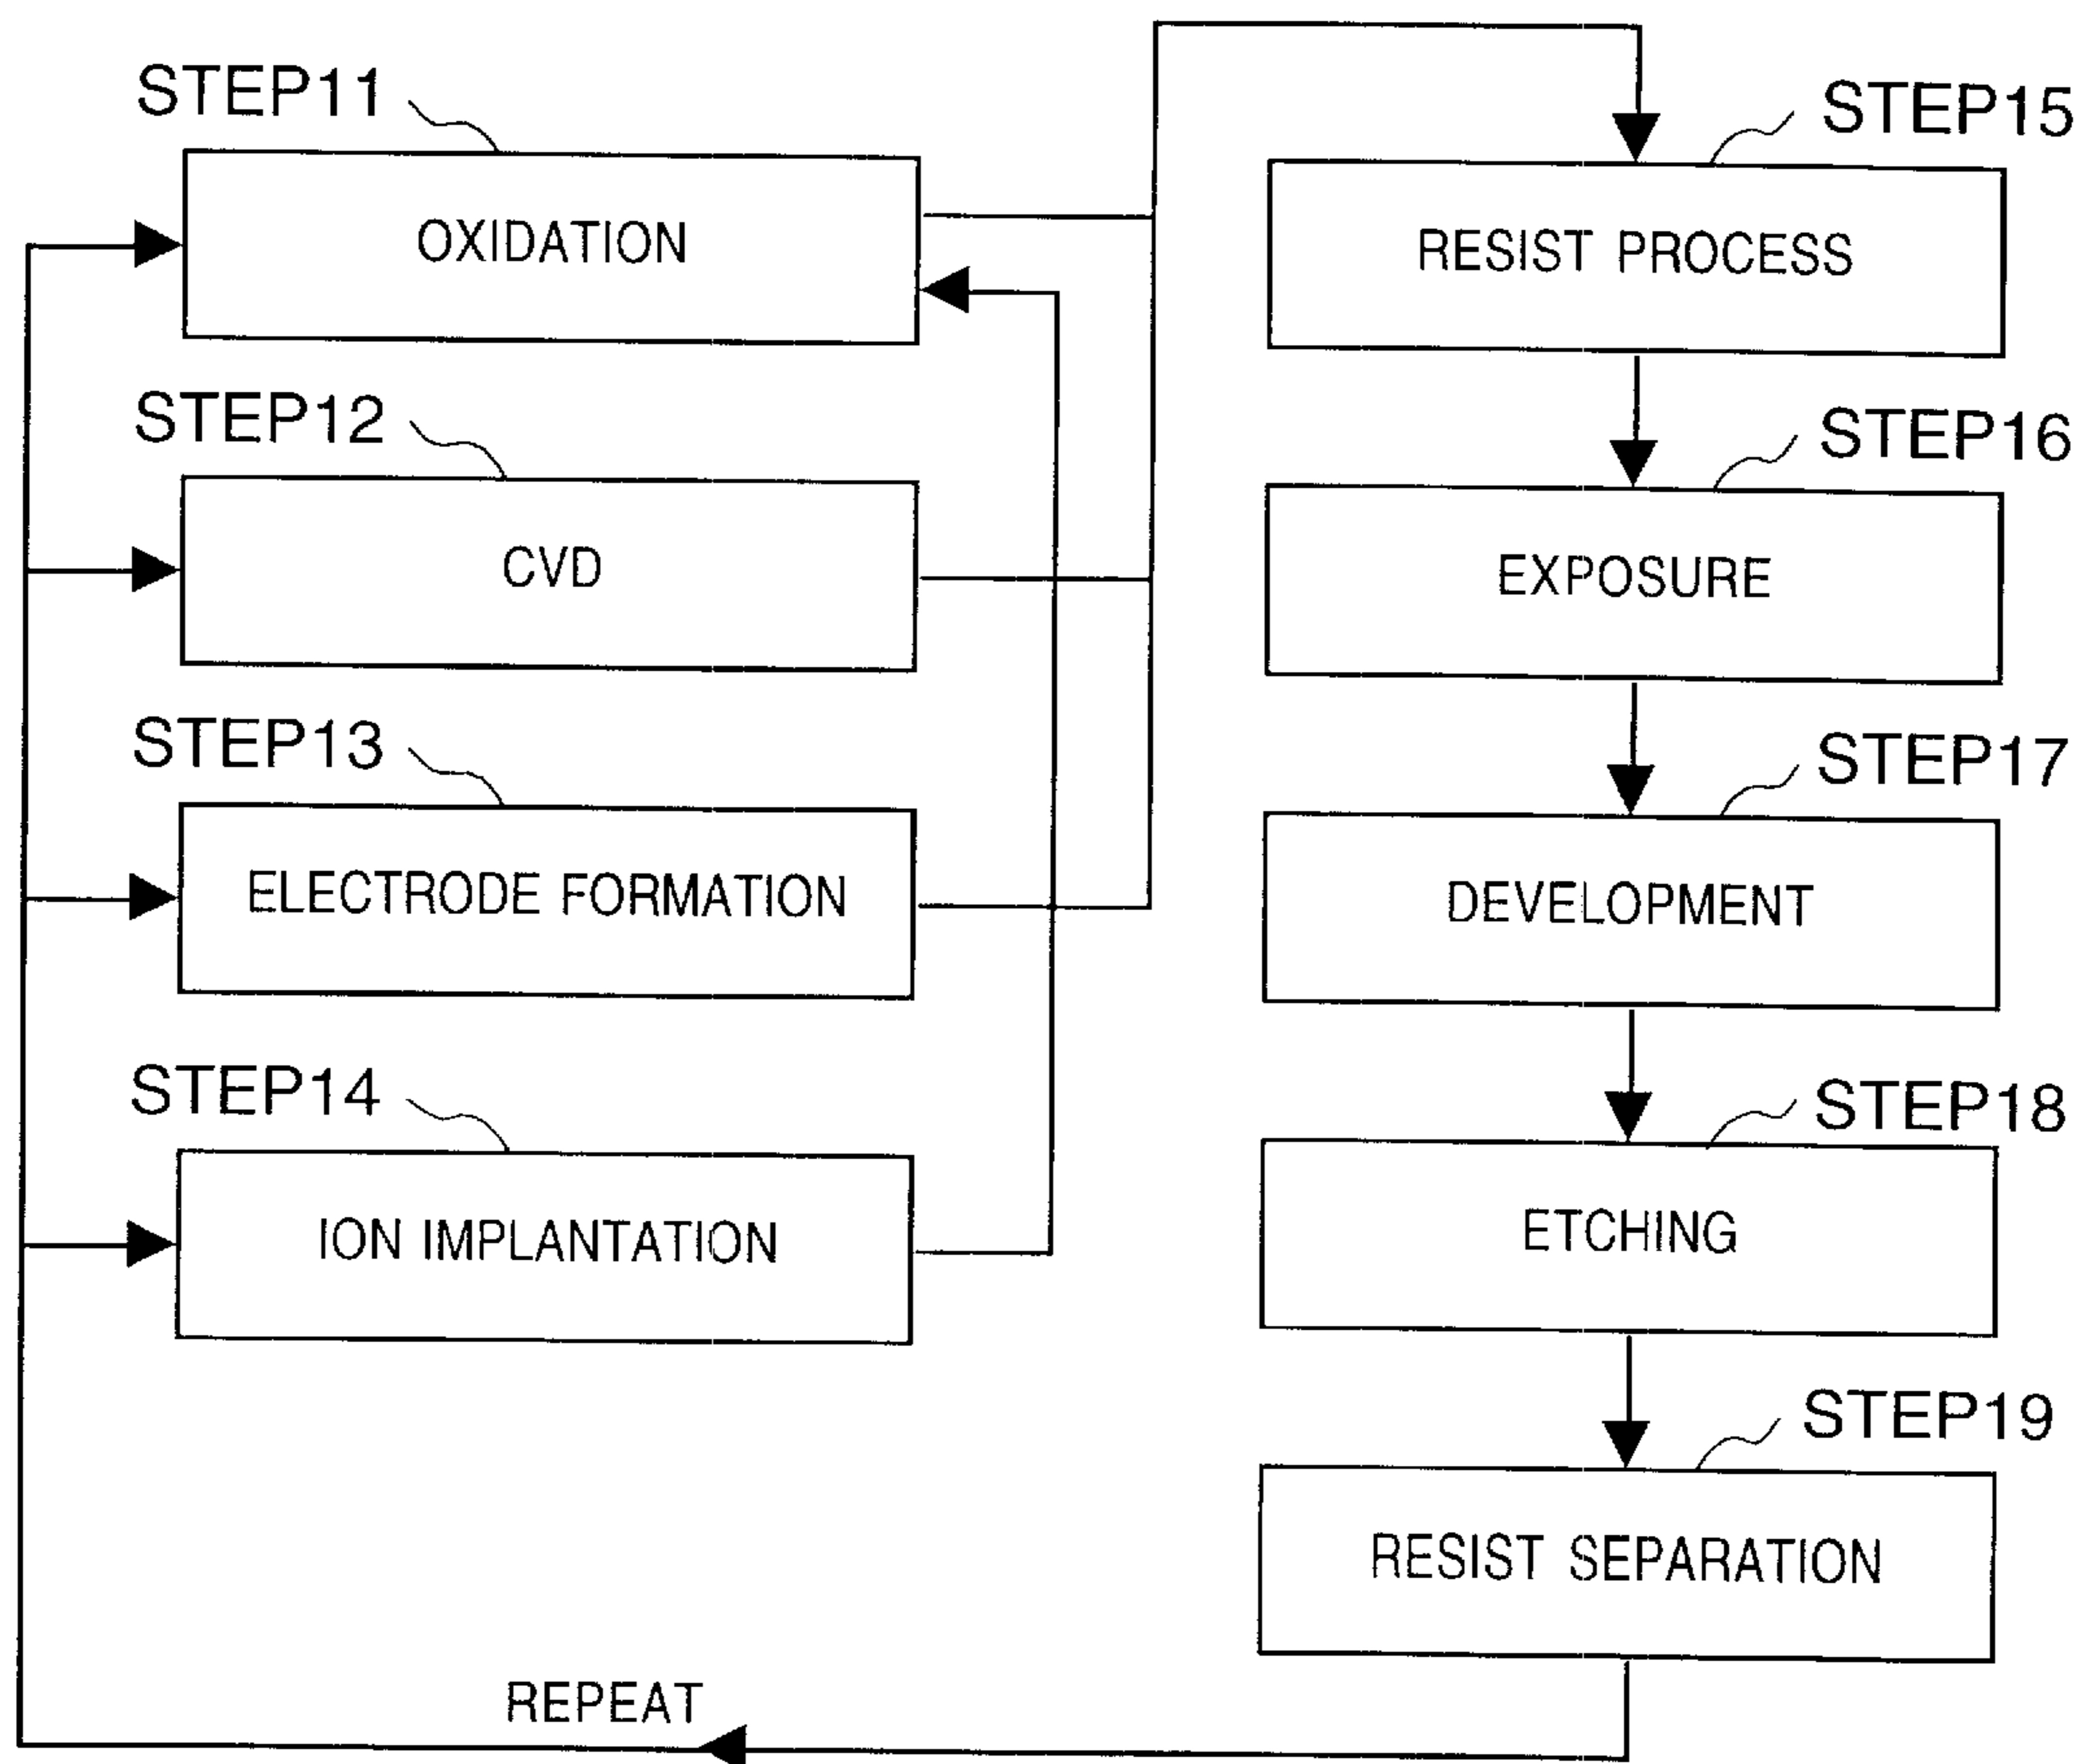 STEP11
OXIDATION
STEP12
CVD
STEP13
ELECTRODE FORMATION
STEP14
ION IMPLANTATION
STEP15
RESIST PROCESS
STEP16
EXPOSURE
STEP17
DEVELOPMENT
STEP18
ETCHING
STEP19
RESIST SEPARATION
REPEAT